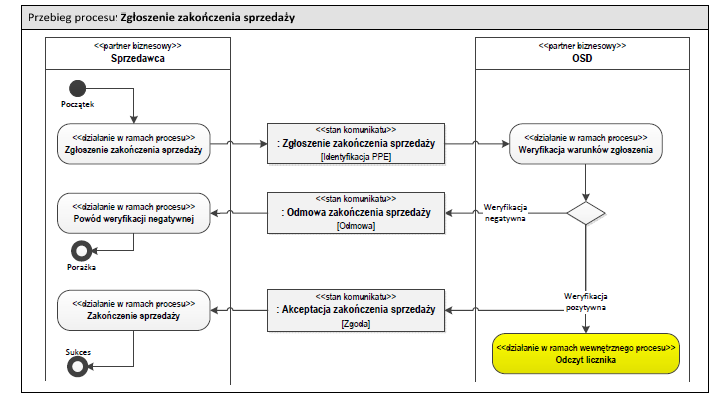 Przebieg procesu: Zgłoszenie zakończenia sprzedaży
<<partner biznesowy>>
Sprzedawca
<<partner biznesowy>>
OSD
Początek
<<działanie w ramach procesu>>
Zgłoszenie zakończenia sprzedaży
<<stan komunikatu>>
: Zgłoszenie zakończenia sprzedaży
[Identyfikacja PPE]
<<działanie w ramach procesu>>
Weryfikacja warunków zgłoszenia
<<działanie w ramach procesu>>
Powód weryfikacji negatywnej
<<stan komunikatu>>
: Odmowa zakończenia sprzedaży
[Odmowa]
Weryfikacja
negatywna
Porażka
<<działanie w ramach procesu>>
Zakończenie sprzedaży
<<stan komunikatu>>
: Akceptacja zakończenia sprzedaży
[Zgoda]
Weryfikacja
pozytywna
Sukces
<<działanie w ramach wewnętrznego procesu>>
Odczyt licznika